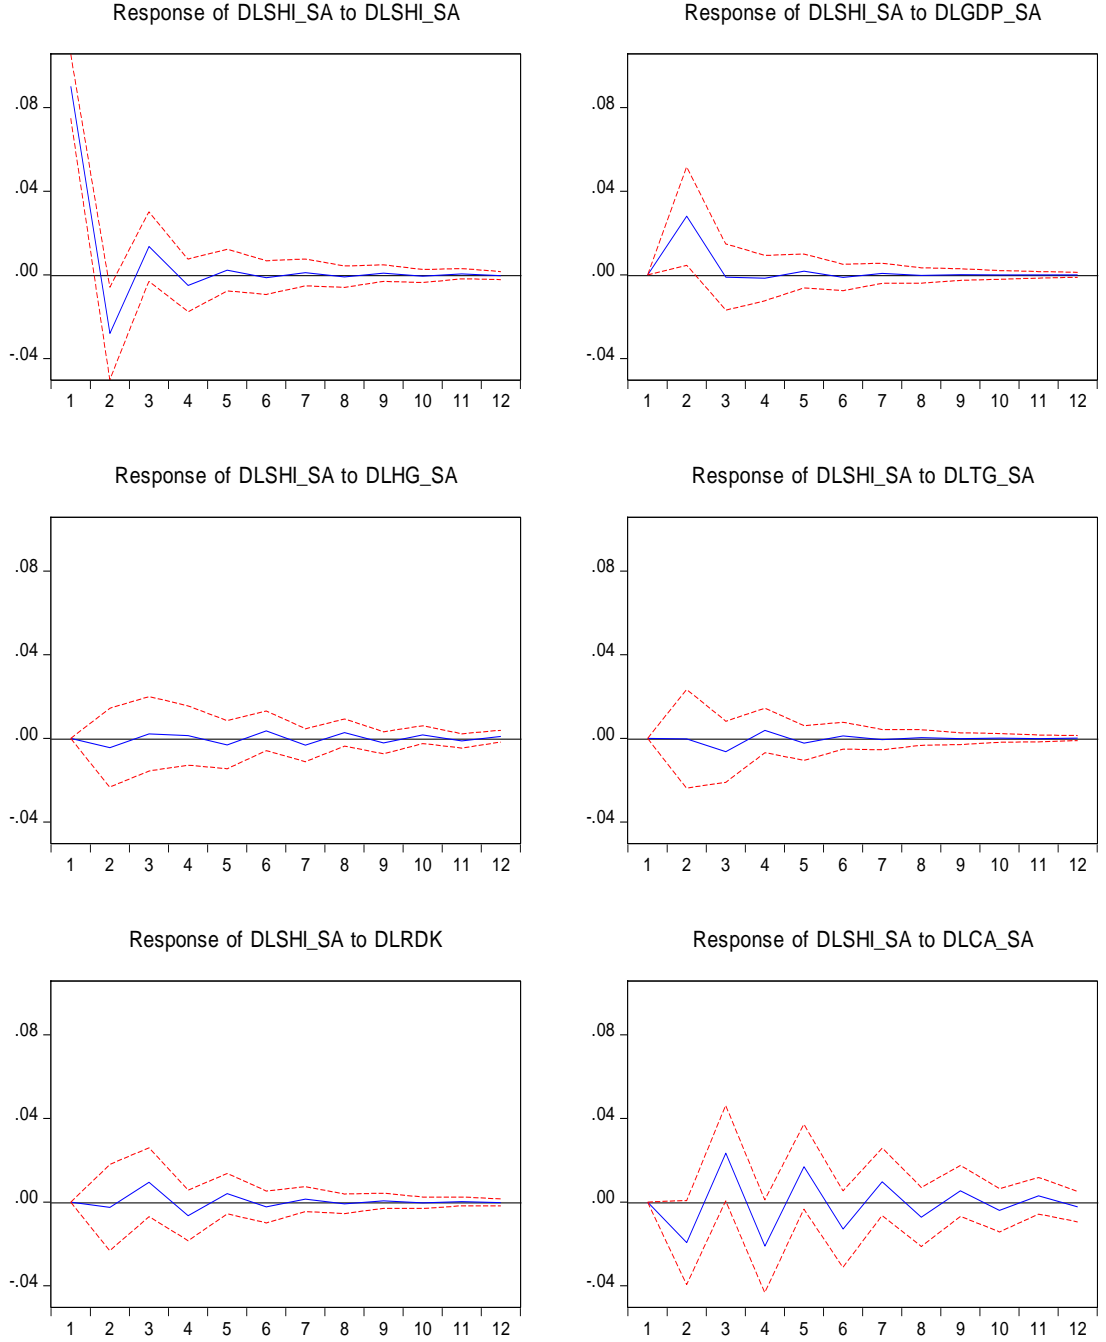 Response of DLSHI_SA to DLSHI_SA
.08
.04
.00
-.04
1 2 3 4 5 6 7 8 9 10 11 12
Response of DLSHI_SA to DLGDP_SA
.08
.04
.00
-.04
1 2 3 4 5 6 7 8 9 10 11 12
Response of DLSHI_SA to DLHG_SA
.08
.04
.00
-.04
1 2 3 4 5 6 7 8 9 10 11 12
Response of DLSHI_SA to DLTG_SA
.08
.04
.00
-.04
1 2 3 4 5 6 7 8 9 10 11 12
Response of DLSHI_SA to DLRDK
.08
.04
.00
-.04
1 2 3 4 5 6 7 8 9 10 11 12
Response of DLSHI_SA to DLCA_SA
.08
.04
.00
-.04
1 2 3 4 5 6 7 8 9 10 11 12